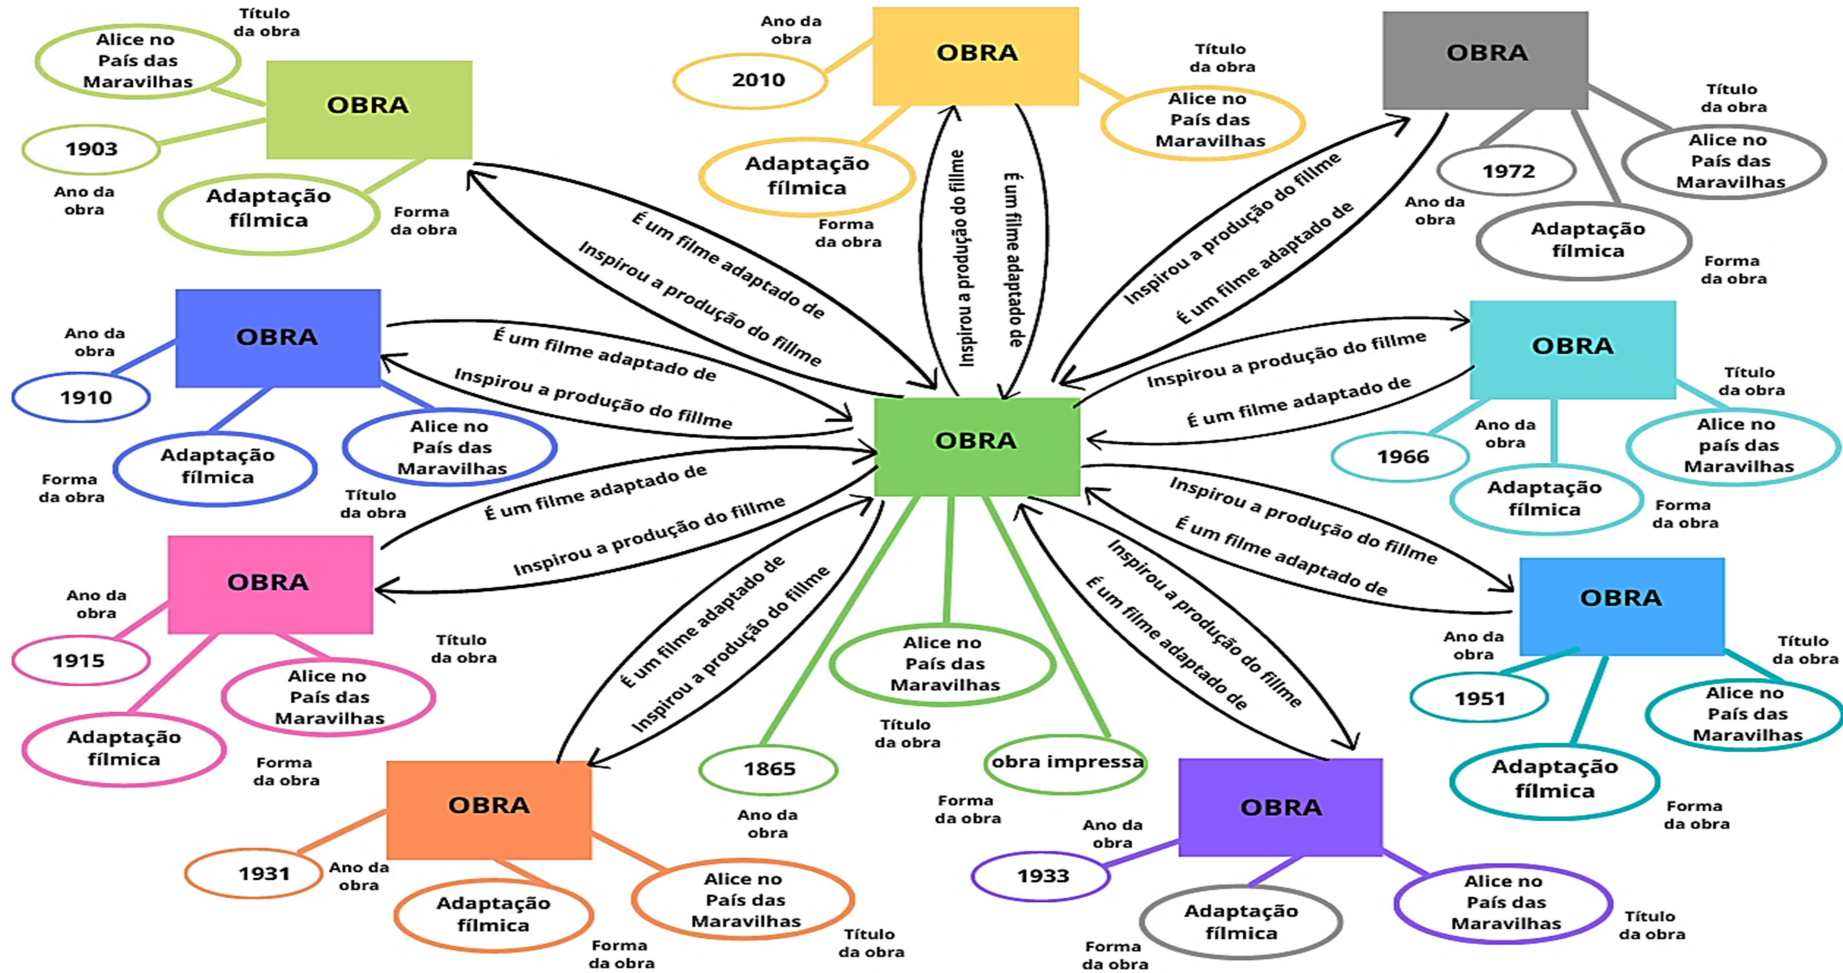 Título
da obra
Alice no
País das
Maravilhas
OBRA
1903
Ano da
obra
Adaptação
fílmica
Forma
da obra
Ano da
obra
OBRA
2010
Título
da obra
Alice no
País das
Maravilhas
Adaptação
fílmica
Forma
da obra
OBRA
Título
da obra
Alice no
País das
Maravilhas
1972
Ano da
obra
Adaptação
fílmica
Forma
da obra
É um filme adaptado de
Inspirou a produção do fillme
Inspirou a produção do fillme
É um filme adaptado de
Inspirou a produção do fillme
É um filme adaptado de
Ano da
obra
OBRA
1910
Adaptação
fílmica
Forma
da obra
Alice no
País das
Maravilhas
Título
da obra
É um filme adaptado de
Inspirou a produção do fillme
Inspirou a produção do fillme
É um filme adaptado de
OBRA
Título
da obra
Ano da
obra
1966
Alice no
país das
Maravilhas
Adaptação
fílmica
Forma
da obra
OBRA
É um filme adaptado de
Inspirou a produção do fillme
Inspirou a produção do fillme
É um filme adaptado de
OBRA
Ano da
obra
1915
Título
da obra
Alice no
País das
Maravilhas
Adaptação
fílmica
Forma
da obra
É um filme adaptado de
Inspirou a produção do fillme
Inspirou a produção do fillme
É um filme adaptado de
OBRA
Ano da
obra
1951
Título
da obra
Alice no
País das
Maravilhas
Adaptação
fílmica
Forma
da obra
Alice no
País das
Maravilhas
Título
da obra
1865
Ano da
obra
obra impressa
Forma
da obra
OBRA
1931
Ano da
obra
Adaptação
fílmica
Forma
da obra
Alice no
País das
Maravilhas
Título
da obra
OBRA
Ano da
obra
1933
Adaptação
fílmica
Forma
da obra
Alice no
País das
Maravilhas
Título
da obra